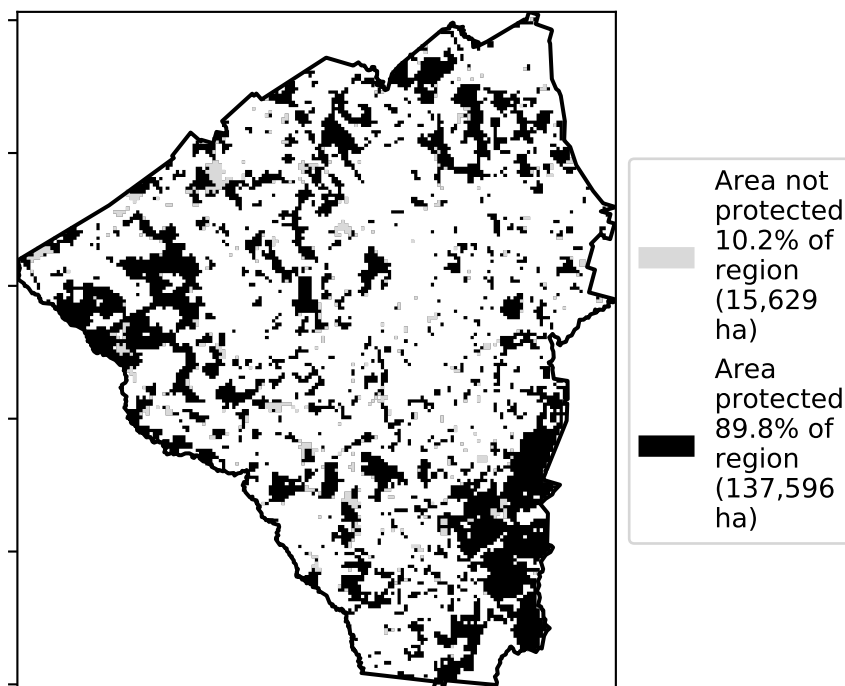 Area not
protected
10.2% of
region
(15,629
ha)
Area
protected
89.8% of
region
(137,596
ha)